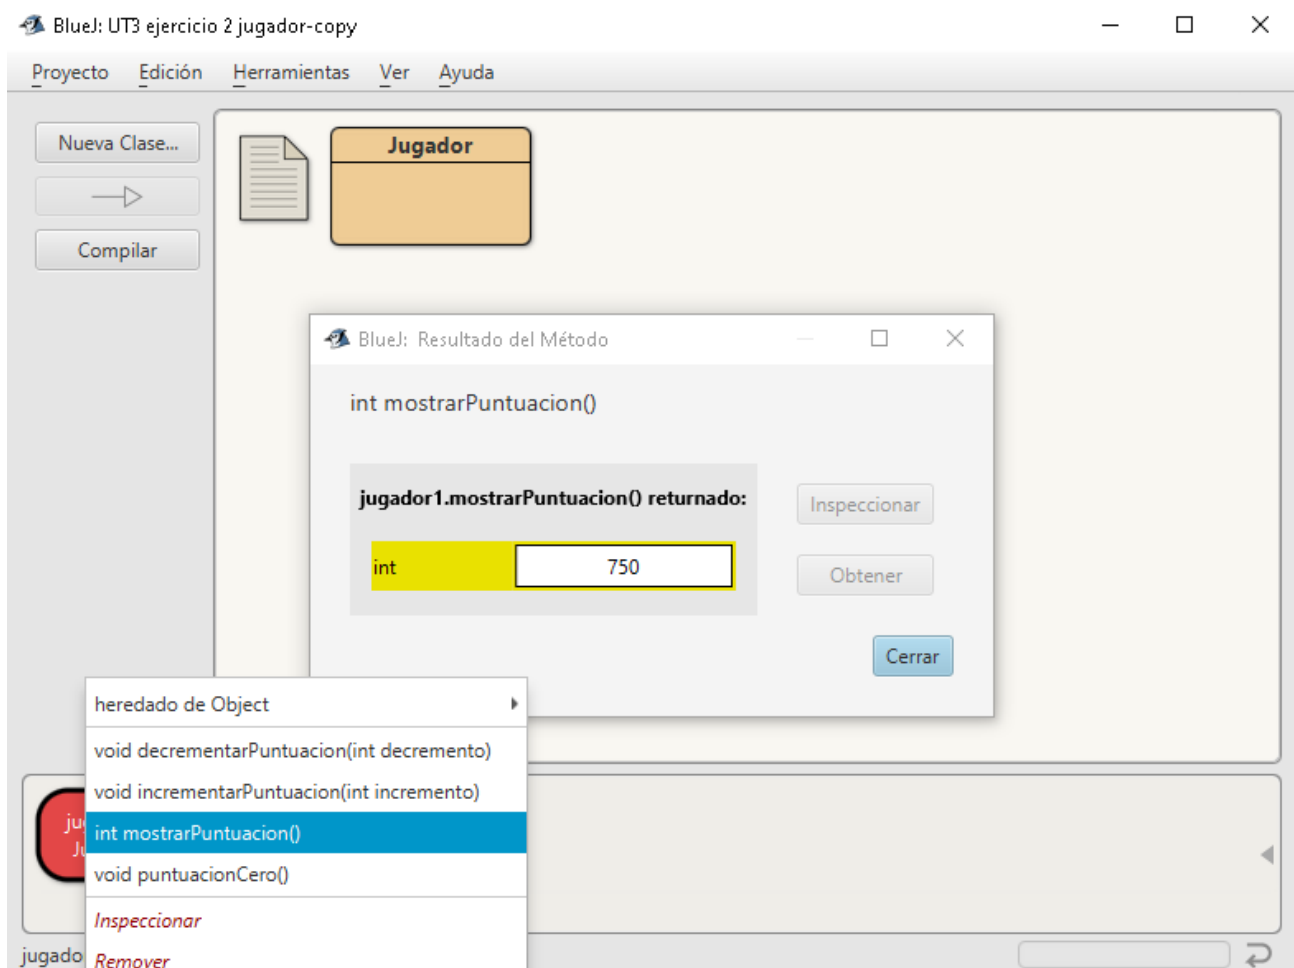 BlueJ: UT3 ejercicio 2 jugador-copy
Proyecto Edición Herramientas Ver Ayuda
Nueva Clase...
Compilar
Jugador
BlueJ: Resultado del Método
int mostrarPuntuacion()
jugador1.mostrarPuntuacion() returnado:
int 750
Inspeccionar
Obtener
Cerrar
heredado de Object
void decrementarPuntuacion(int decremento)
void incrementarPuntuacion(int incremento)
int mostrarPuntuacion()
void puntuacionCero()
Inspeccionar
Remover
jugado